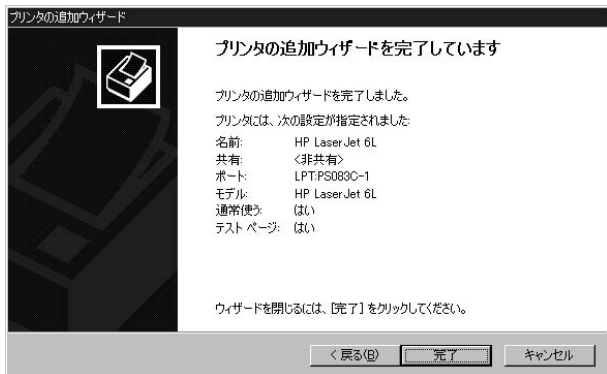 プリンタの追加ウィザード
プリンタの追加ウィザードを完了しています
プリンタの追加ウィザードを完了しました。
プリンタには、次の設定が指定されました:
名前: HP LaserJet 6L
共有: <非共有>
ポート: LPT:PS083C-1
モデル: HP LaserJet 6L
通常使う: はい
テスト ページ: はい
ウィザードを閉じるには、[完了] をクリックしてください。
< 戻る(B) 完了 キャンセル